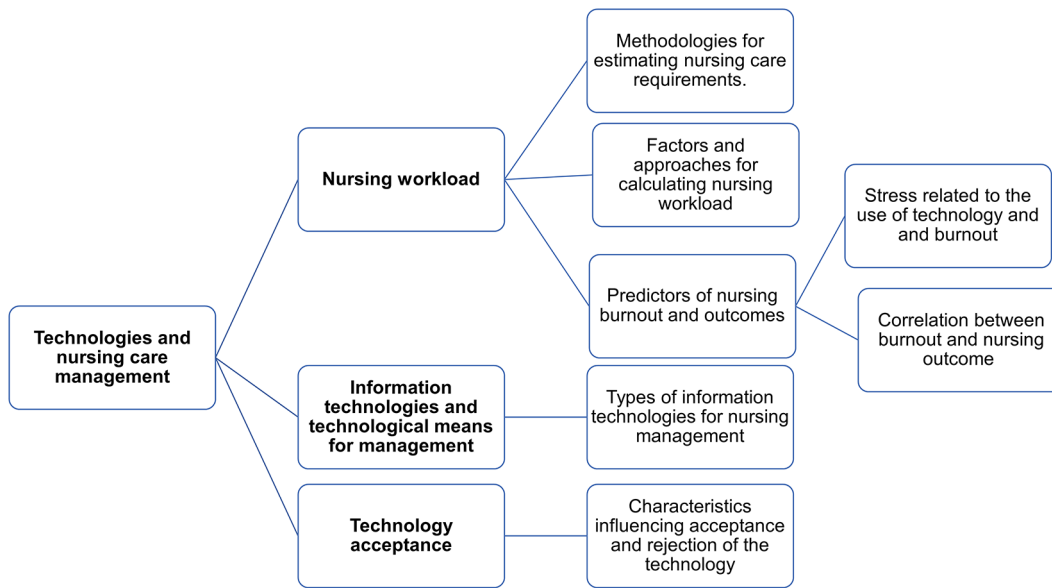 Technologies and
nursing care
management
Nursing workload
Methodologies for
estimating nursing care
requirements.
Factors and
approaches for
calculating nursing
workload
Predictors of nursing
burnout and outcomes
Stress related to the
use of technology and
and burnout
Correlation between
burnout and nursing
outcome
Information
technologies and
technological means
for management
Types of information
technologies for nursing
management
Technology
acceptance
Characteristics
influencing acceptance
and rejection of the
technology